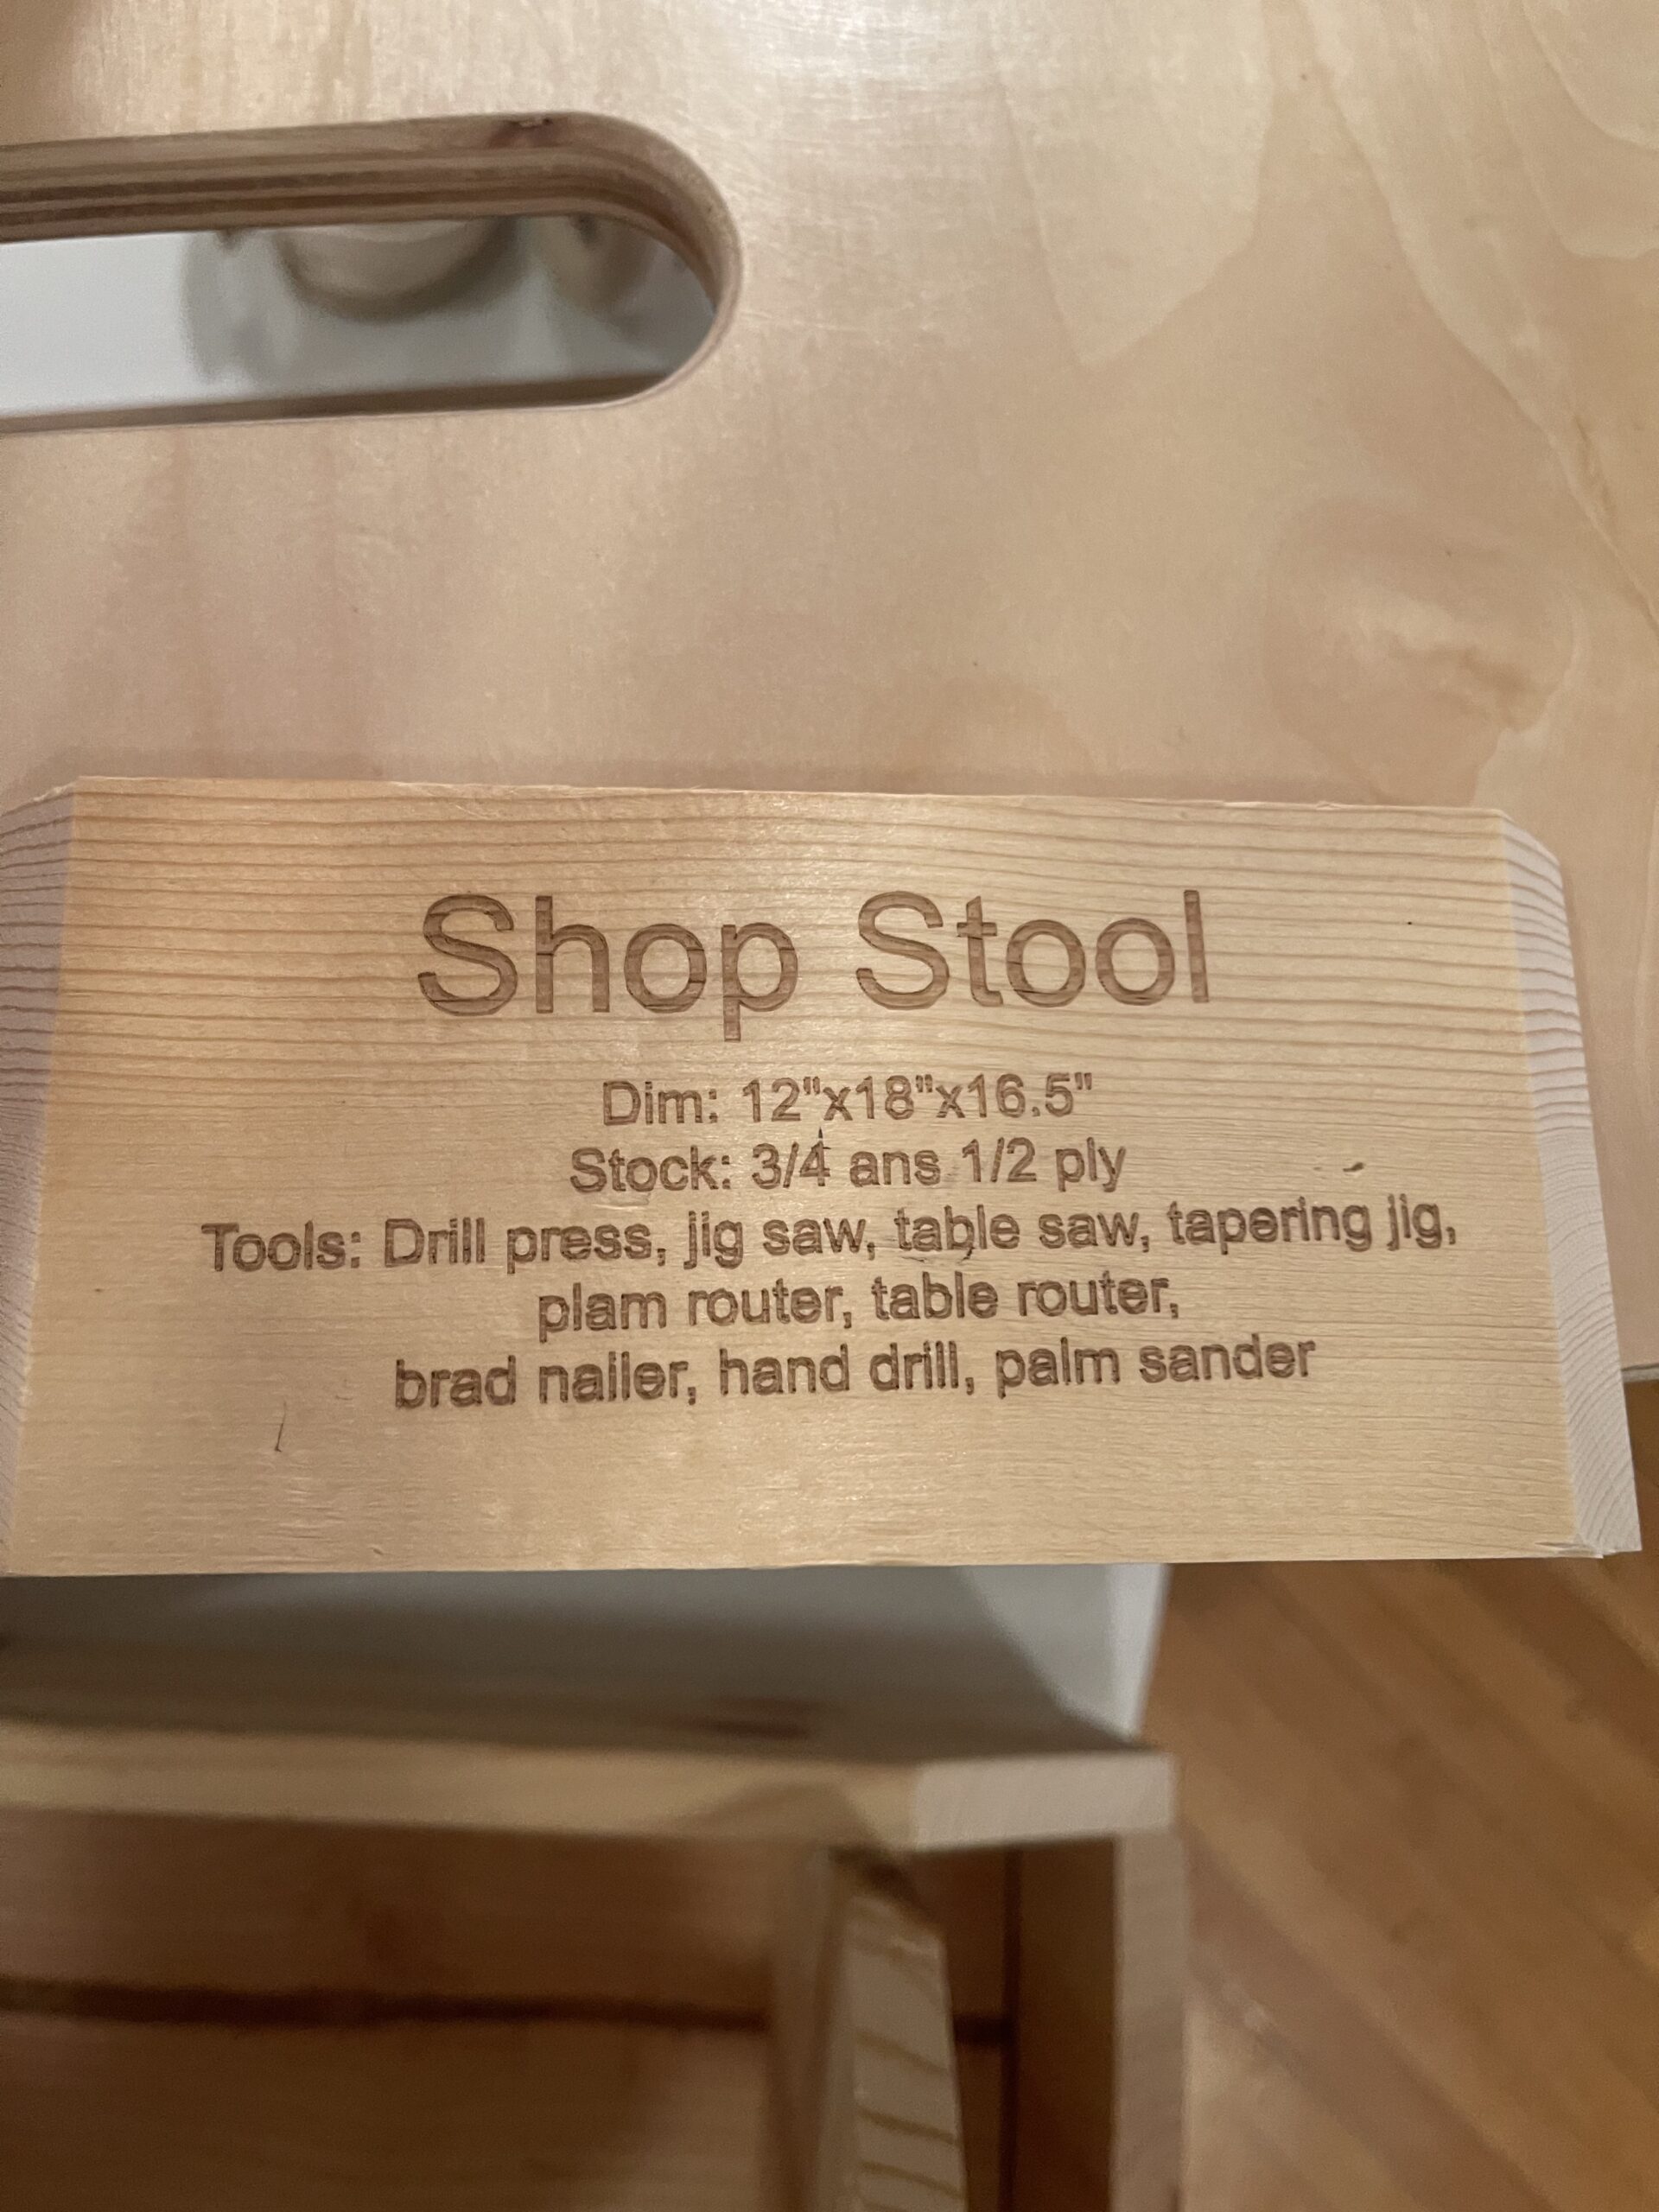 Shop Stool
Dim: 12"x18"x16.5"
Stock: 3/4 ans 1/2 ply
Tools: Drill press, jig saw, table saw, tapering jig,
plam router, table router,
brad nailer, hand drill, palm sander